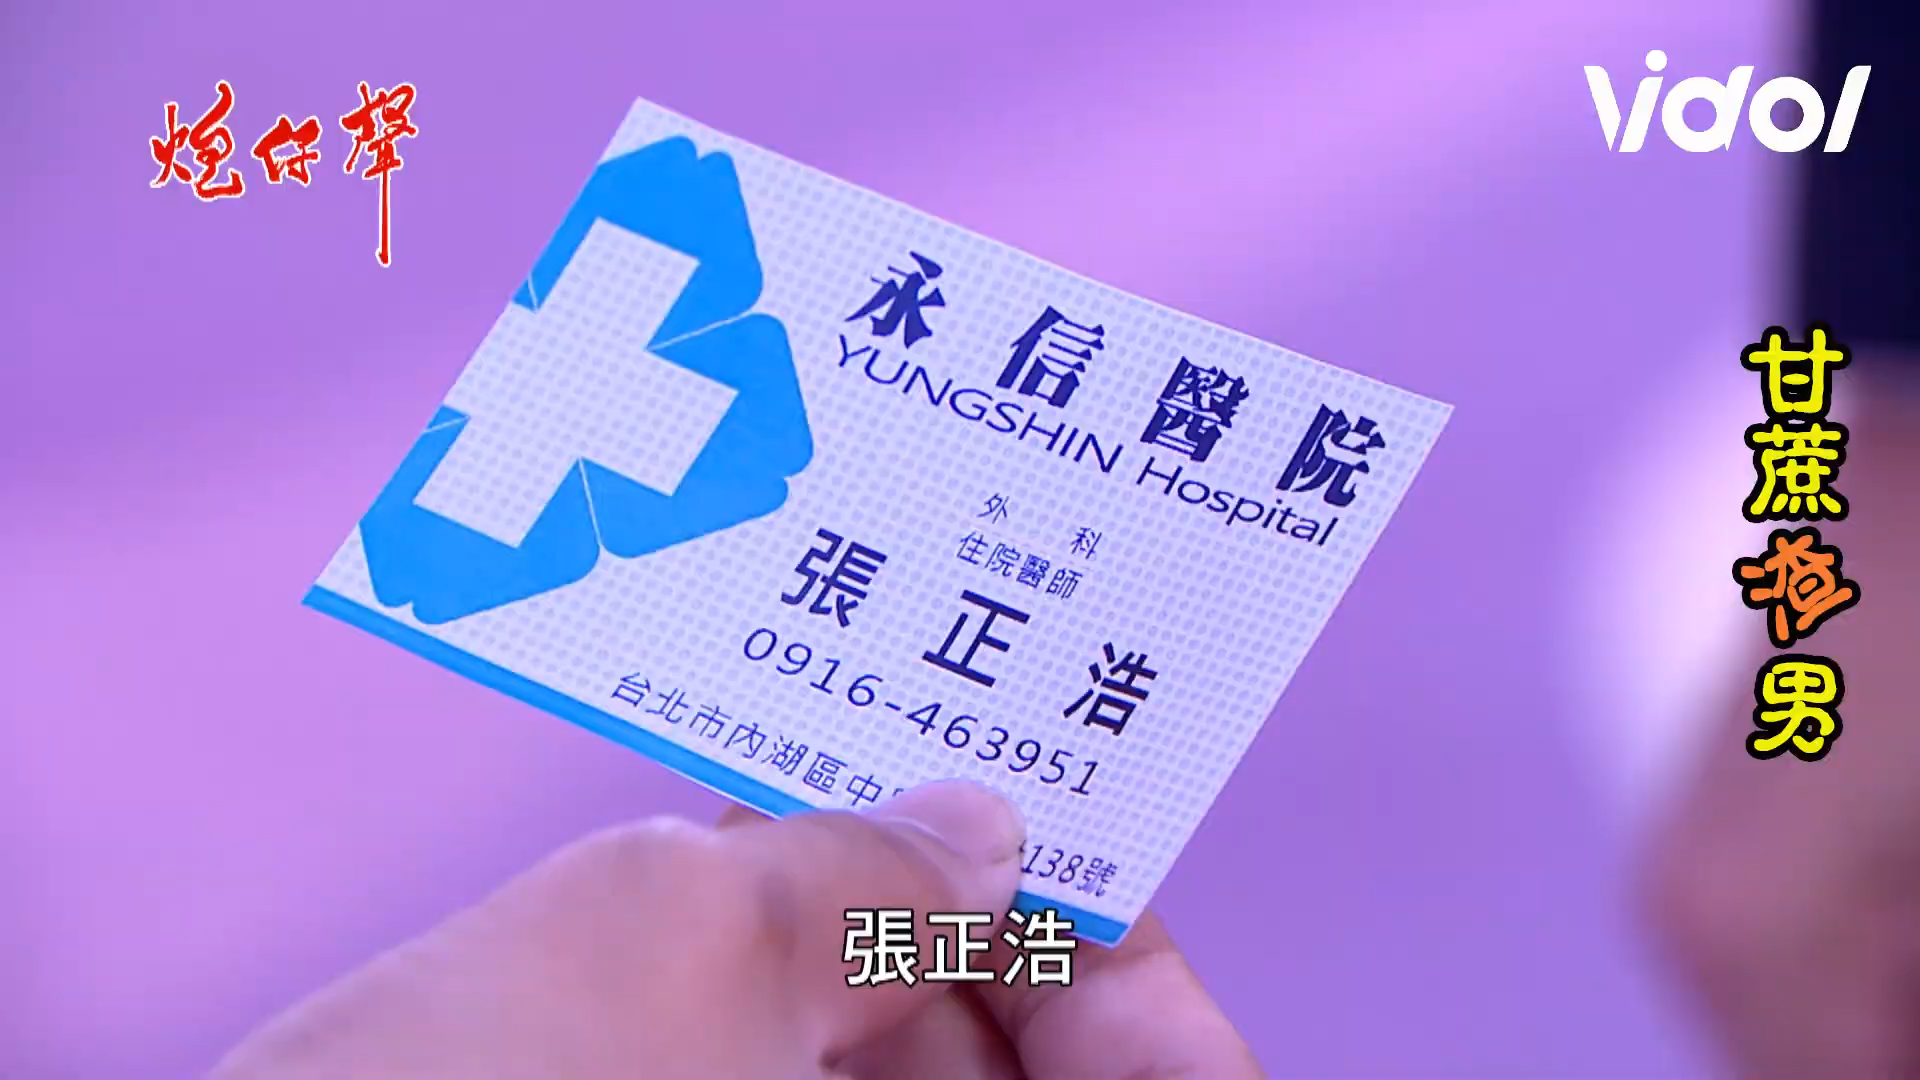 炮仔聲
Vidol
永信醫院
YUNGSHIN Hospital
外科
住院醫師
張正浩
0916-463951
台北市內湖區中
138號
甘蔗渣男
張正浩